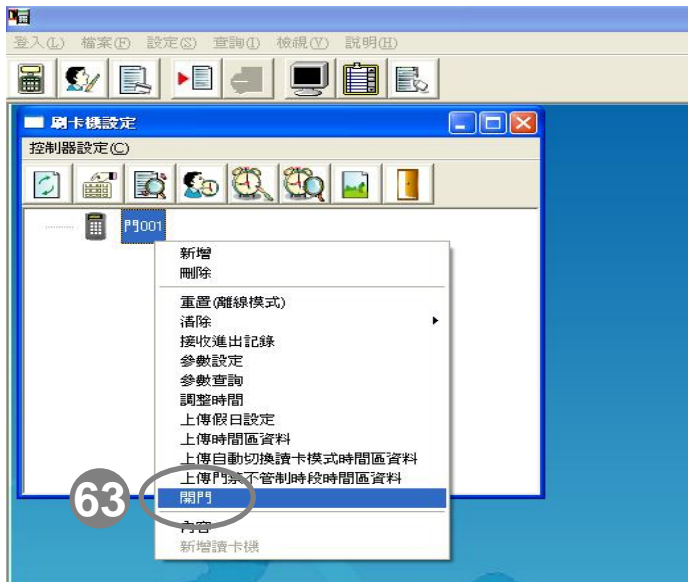 登入(L) 檔案(F) 設定(S) 查詢(I) 檢視(V) 說明(H)
刷卡機設定
控制器設定(C)
門001
新增
刪除
重置(離線模式)
清除
接收進出記錄
參數設定
參數查詢
調整時間
上傳假日設定
上傳時間區資料
上傳自動切換讀卡模式時間區資料
上傳門禁不管制時段時間區資料
63
開門
內容
新增讀卡機